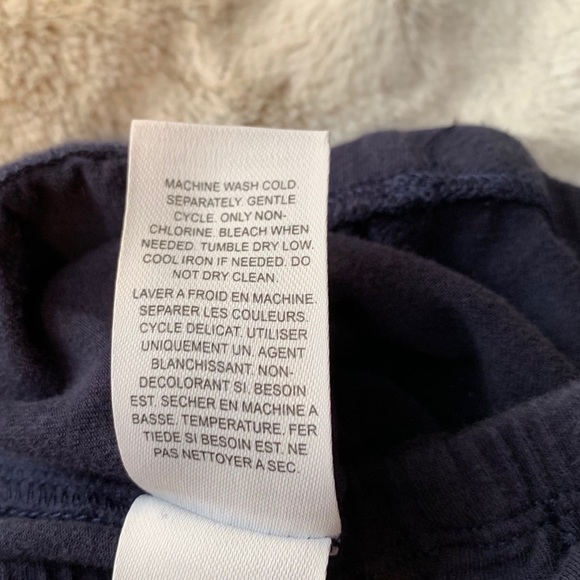 MACHINE WASH COLD
SEPARATELY. GENTLE
CYCLE. ONLY NON-
CHLORINE. BLEACH WHEN
NEEDED. TUMBLE DRY LOW.
COOL IRON IF NEEDED. DO
NOT DRY CLEAN.
LAVER A FROID EN MACHINE.
SEPARER LES COULEURS.
CYCLE DELICAT. UTILISER
UNIQUEMENT UN. AGENT
BLANCHISSANT. NON-
DECOLORANT SI. BESOIN
EST. SECHER EN MACHINE A
BASSE. TEMPERATURE. FER
TIEDE SI BESOIN EST. NE
PAS NETTOYER A SEC.